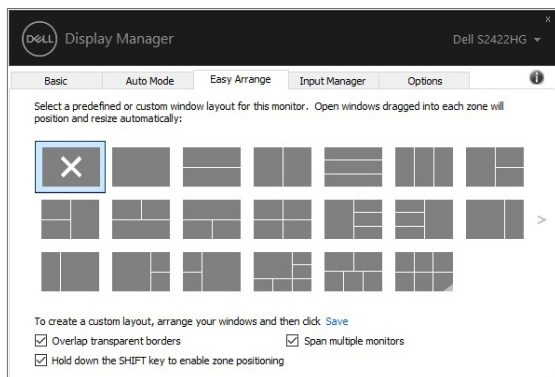 x
DELL Display Manager Dell S2422HG
Basic Auto Mode Easy Arrange Input Manager Options i
Select a predefined or custom window layout for this monitor. Open windows dragged into each zone will
position and resize automatically:
>
To create a custom layout, arrange your windows and then click Save
Overlap transparent borders Span multiple monitors
Hold down the SHIFT key to enable zone positioning